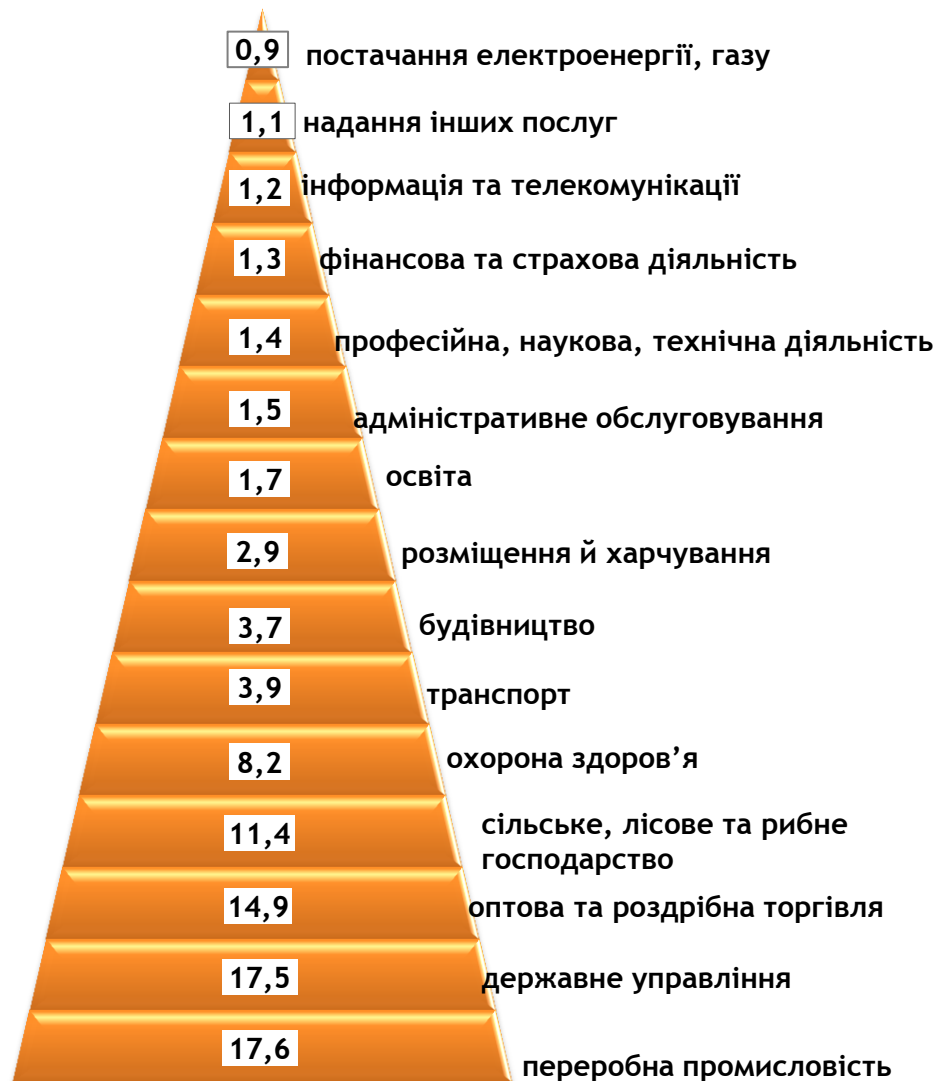 0,9 постачання електроенергії, газу
1,1 надання інших послуг
1,2 інформація та телекомунікації
1,3 фінансова та страхова діяльність
1,4 професійна, наукова, технічна діяльність
1,5 адміністративне обслуговування
1,7 освіта
2,9 розміщення й харчування
3,7 будівництво
3,9 транспорт
8,2 охорона здоров’я
11,4 сільське, лісове та рибне
господарство
14,9 оптова та роздрібна торгівля
17,5 державне управління
17,6 переробна промисловість